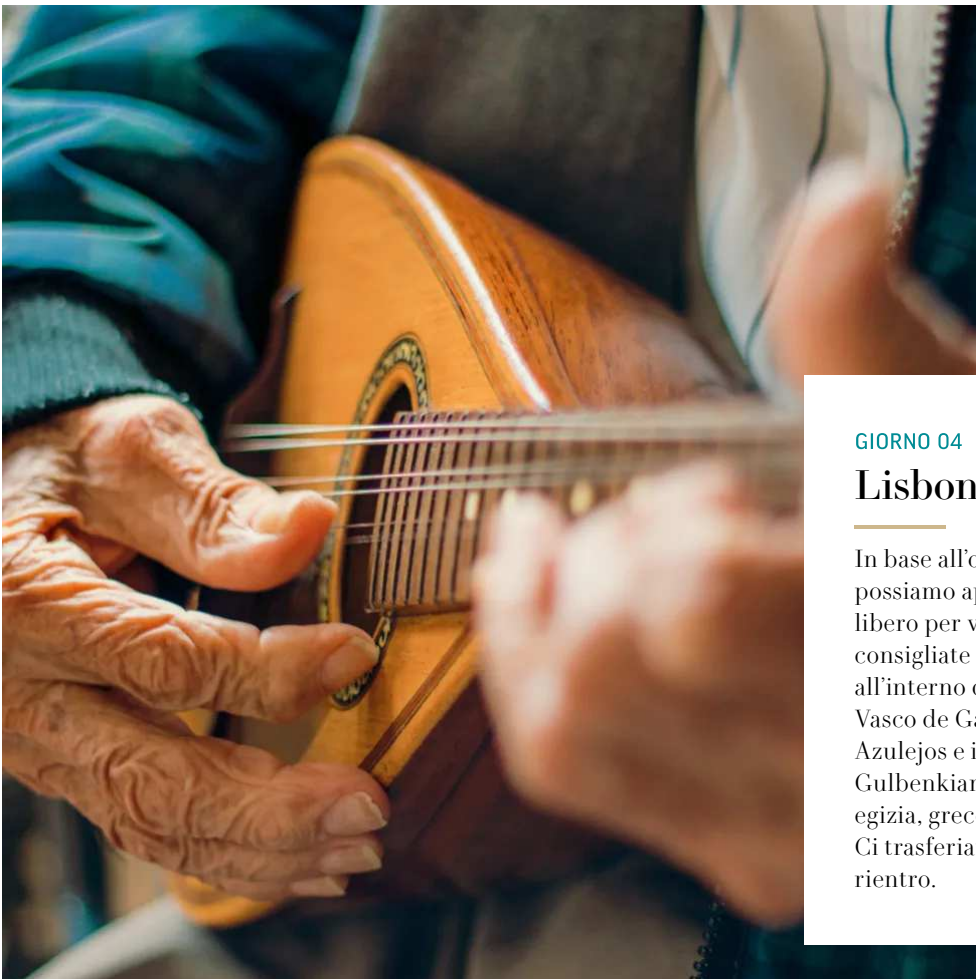 GIORNO 04
Lisbon
In base all’o
possiamo ap
libero per v
consigliate
all’interno
Vasco de Ga
Azulejos e i
Gulbenkian
egizia, grec
Ci trasferia
rientro.